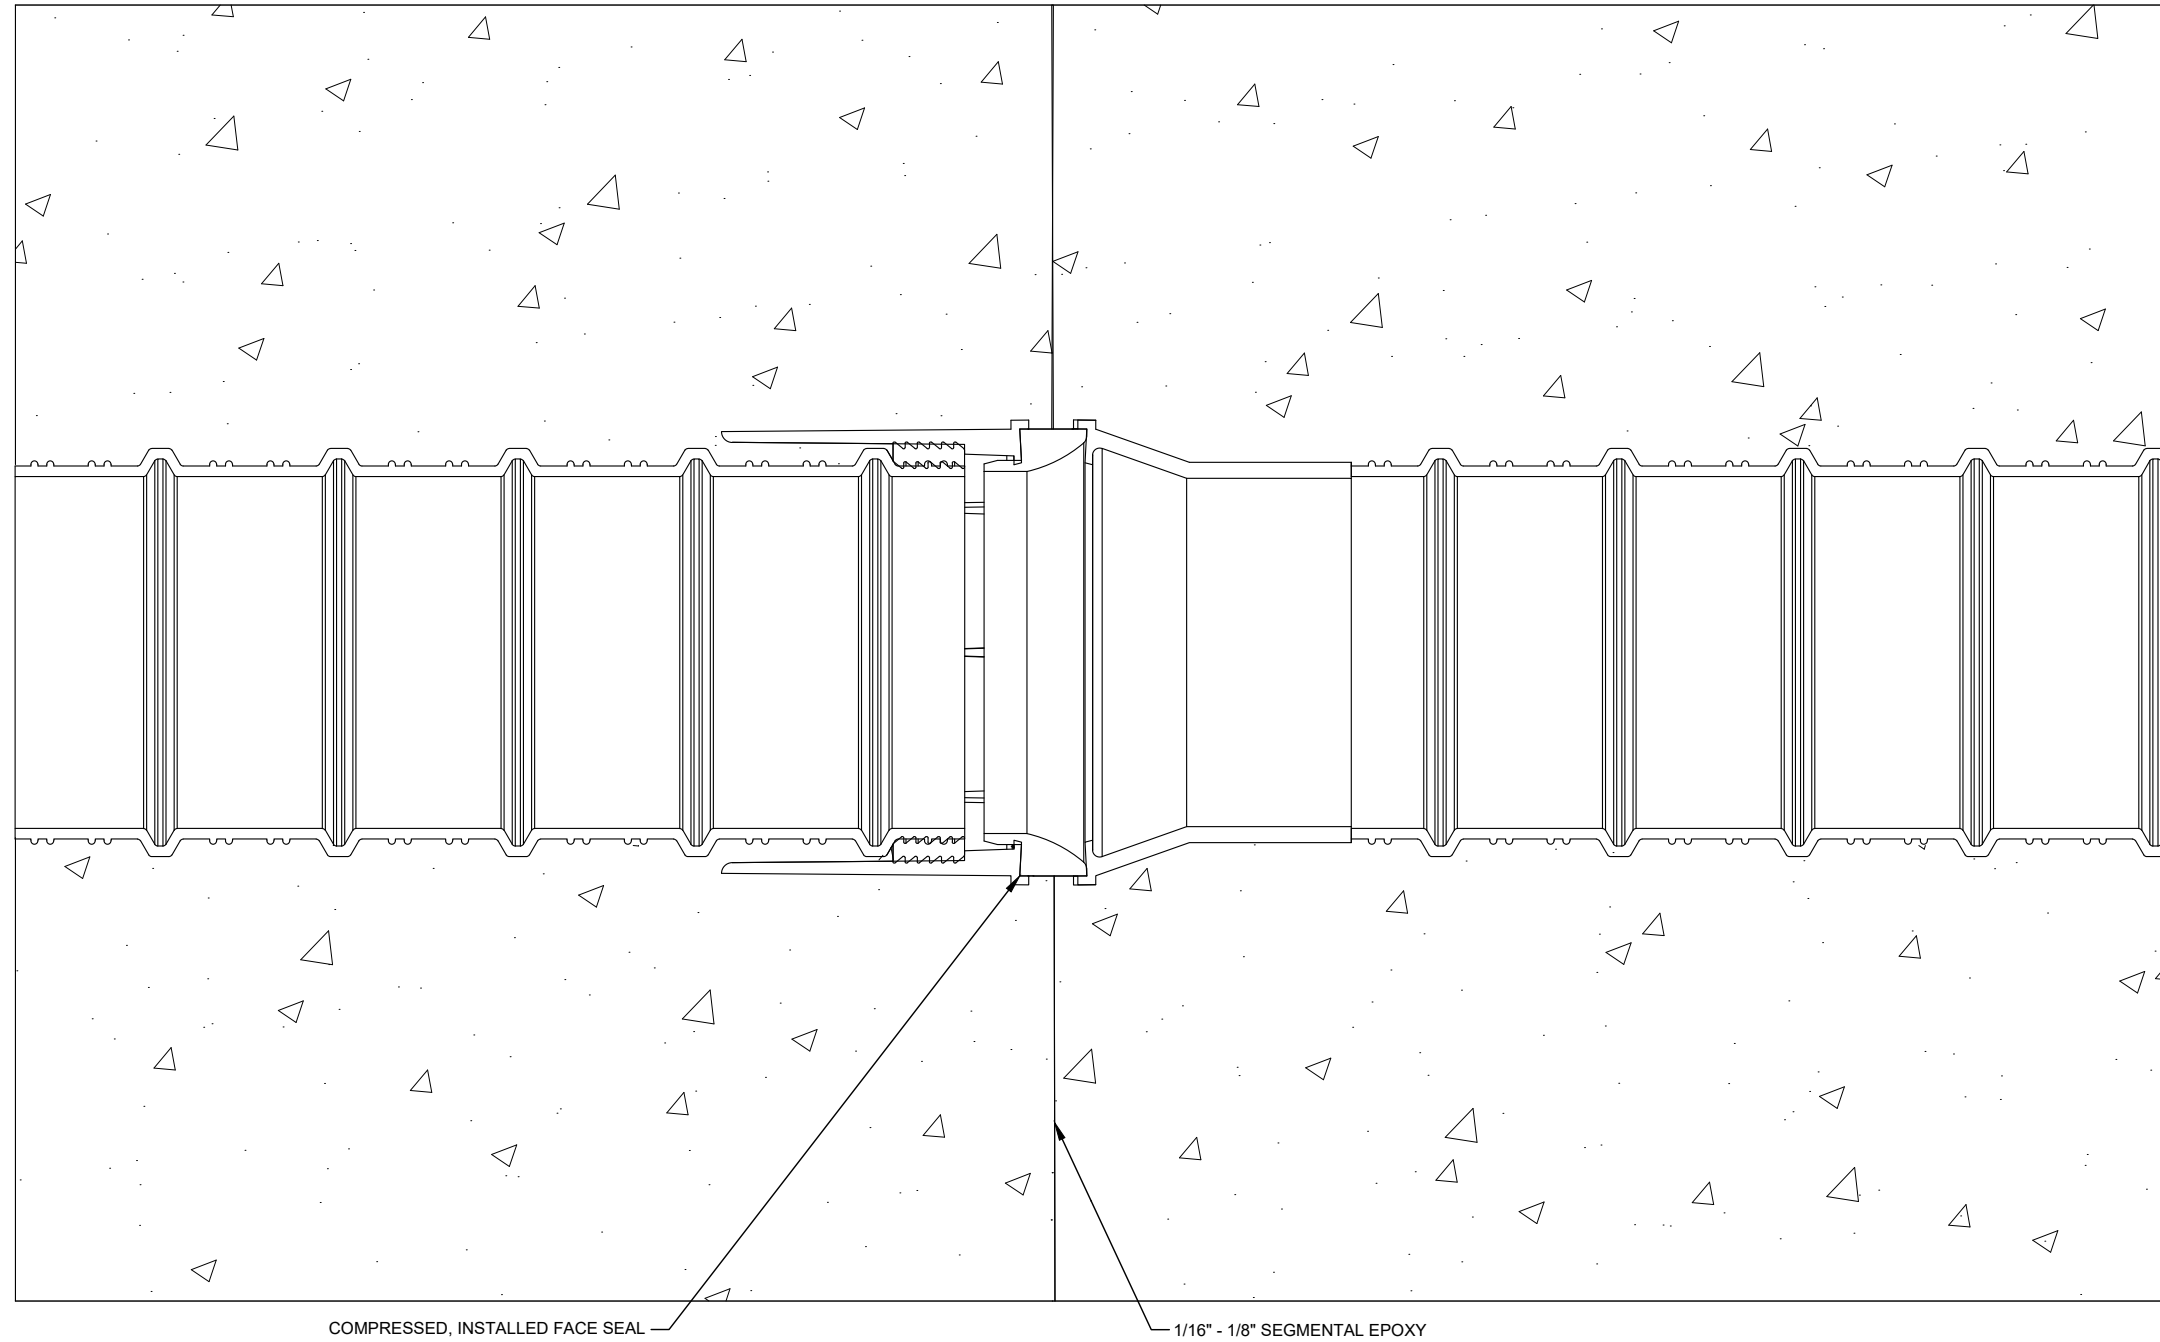 COMPRESSED, INSTALLED FACE SEAL
1/16" - 1/8" SEGMENTAL EPOXY